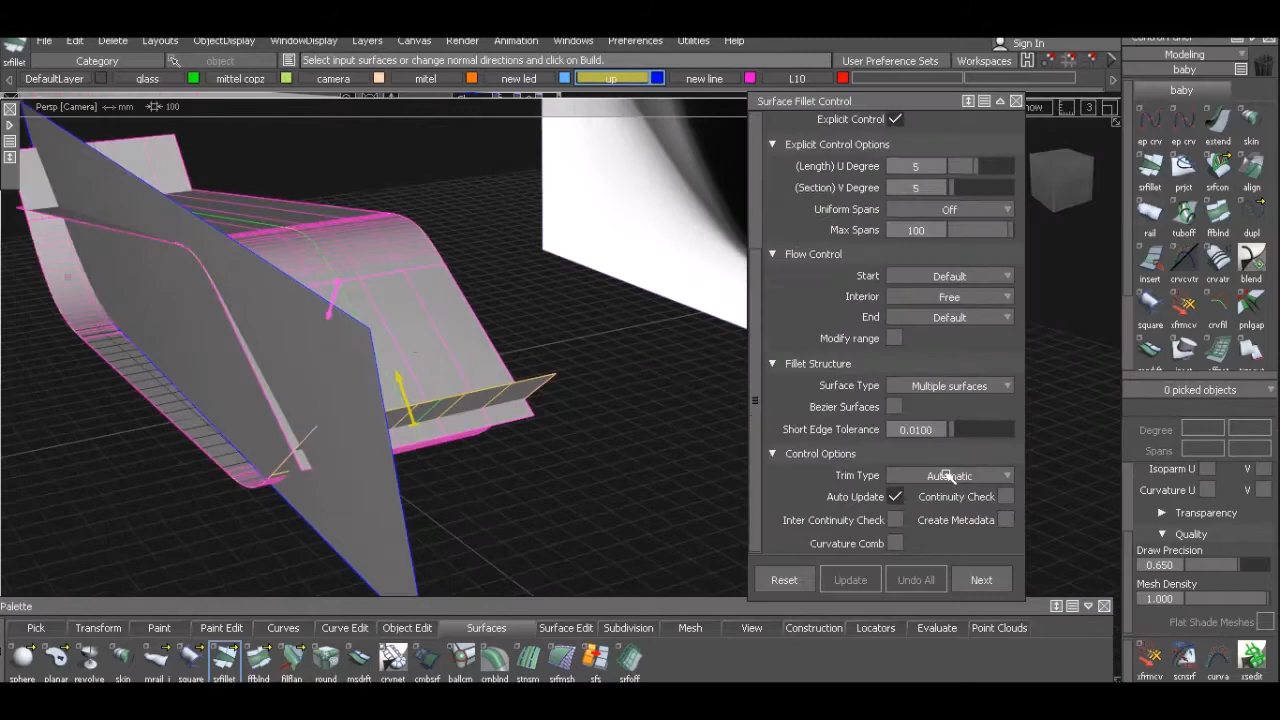 File Edit Delete Layouts ObjectDisplay WindowDisplay Layers Canvas Render Animation Windows Preferences Utilities Help
Sign In
srfillet Category object Select input surfaces or change normal directions and click on Build. User Preference Sets Workspaces
DefaultLayer glass mittel copz camera mitel new led up new line L10
Persp [Camera] mm 100
how 3
Surface Fillet Control
Explicit Control
Explicit Control Options
(Length) U Degree 5
(Section) V Degree 5
Uniform Spans Off
Max Spans 100
Flow Control
Start Default
Interior Free
End Default
Modify range
Fillet Structure
Surface Type Multiple surfaces
Bezier Surfaces
Short Edge Tolerance 0.0100
Control Options
Trim Type Automatic
Auto Update Continuity Check
Inter Continuity Check Create Metadata
Curvature Comb
Reset Update Undo All Next
Modeling
baby
baby
ep crv ep crv extend skin
srfillet prjct srfcon align
rail tuboff ffblnd dupl
insert crvcvtr crvatr blend
square xfrmcv crvfil pnlgap
0 picked objects
Degree
Spans
Isoparm U V
Curvature U V
Transparency
Quality
Draw Precision
0.650
Mesh Density
1.000
Flat Shade Meshes
xfrmcv scnsrf curva xsedit
Palette
Pick Transform Paint Paint Edit Curves Curve Edit Object Edit Surfaces Surface Edit Subdivision Mesh View Construction Locators Evaluate Point Clouds
sphere planar revolve skin mrail_i square srfillet ffblnd filflan round msdrft crvnet cmbsrf ballcrn cmblnd stnsm srfmsh sfs srfoff